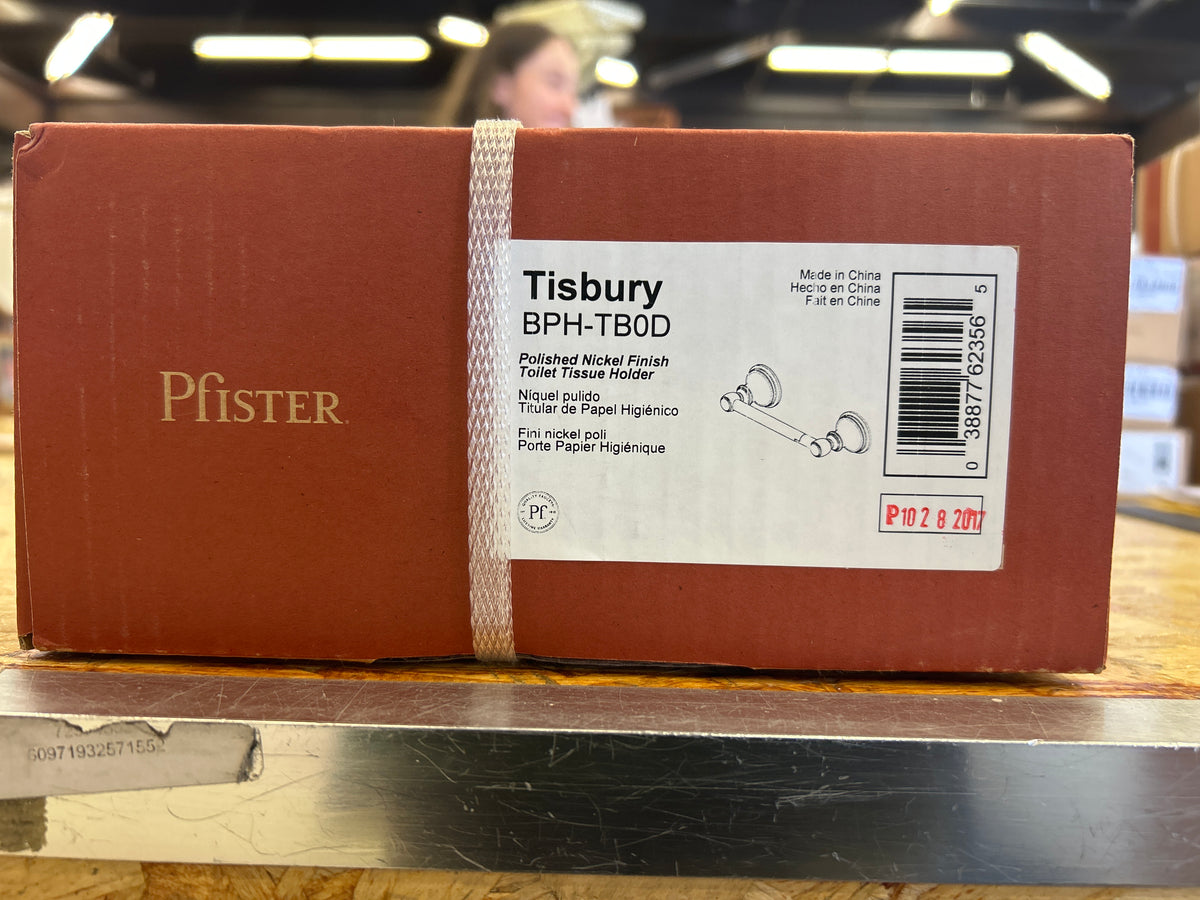 PfISTER
Tisbury
BPH-TB0D
Polished Nickel Finish
Toilet Tissue Holder
Níquel pulido
Titular de Papel Higiénico
Fini nickel poli
Porte Papier Higiénique
Pf
Made in China
Hecho en China
Fait en Chine
0 38877 62356 5
P10 2 8 2017
6097193257155